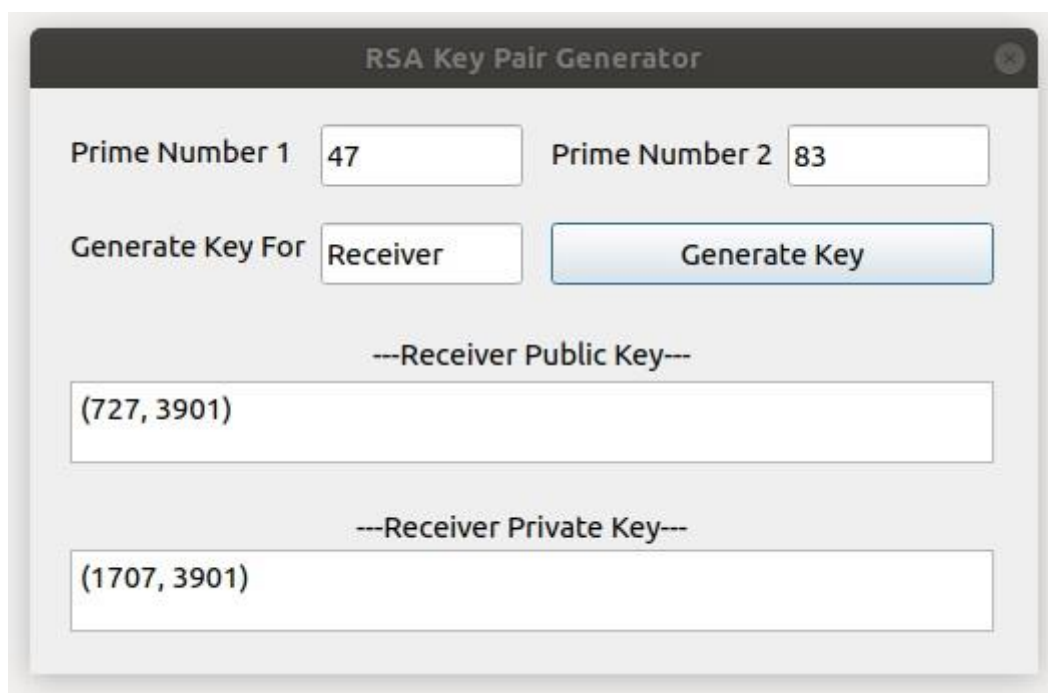 RSA Key Pair Generator
Prime Number 1 47 Prime Number 2 83
Generate Key For Receiver Generate Key
---Receiver Public Key---
(727, 3901)
---Receiver Private Key---
(1707, 3901)